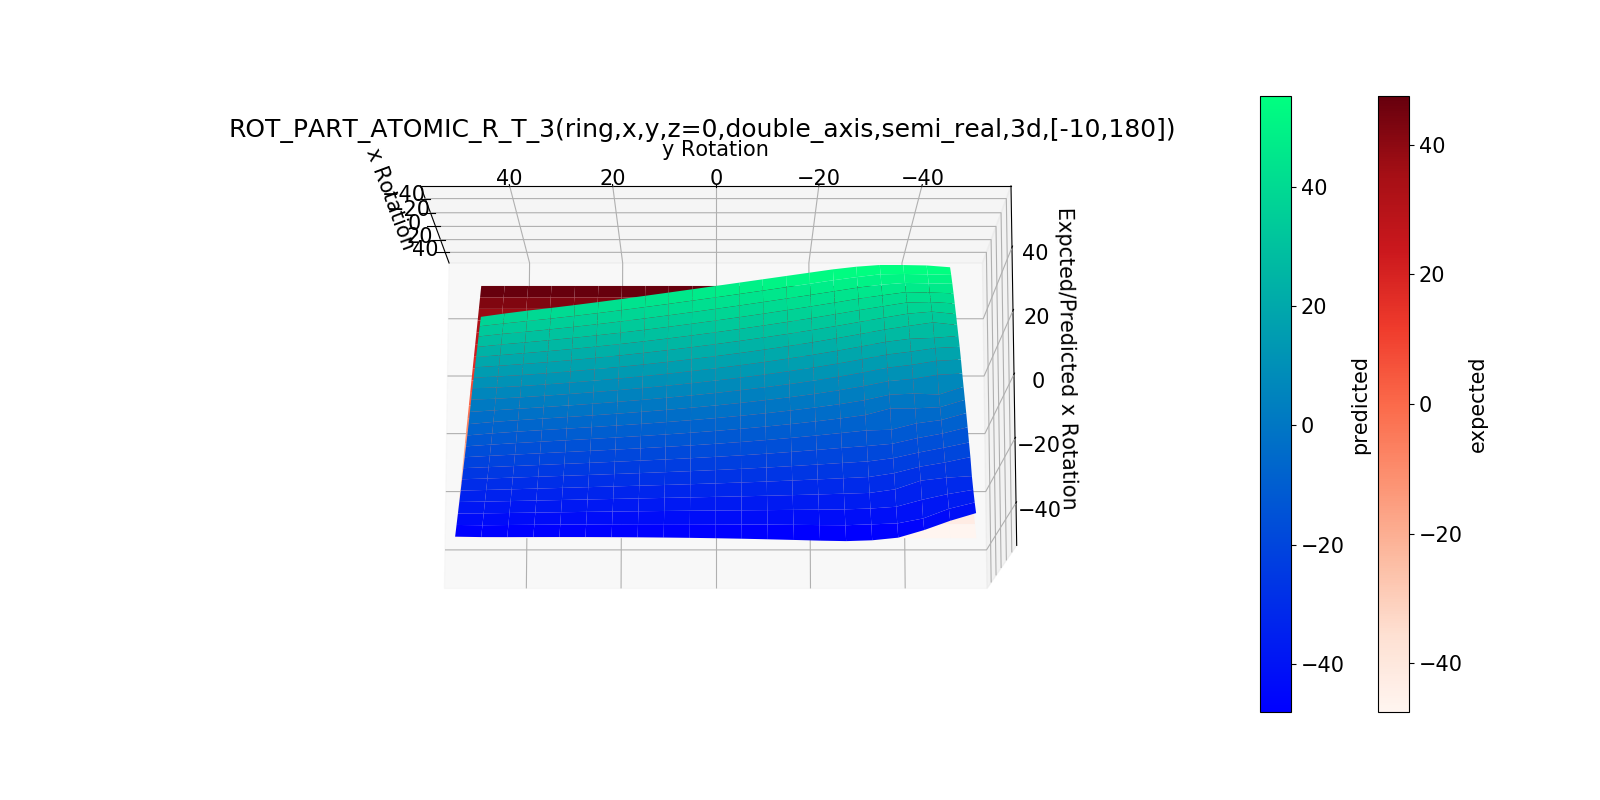 ROT_PART_ATOMIC_R_T_3(ring,x,y,z=0,double_axis,semi_real,3d,[-10,180])
y Rotation
40 20 0 −20 −40
x Rotation
−40
−20
0
20
40
Expcted/Predicted x Rotation
40
20
0
−20
−40
40
20
0
−20
−40
predicted
40
20
0
−20
−40
expected